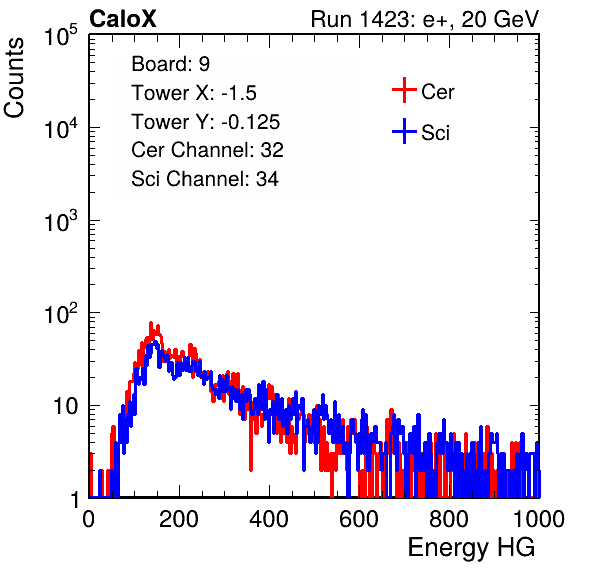 CaloX Run 1423: e+, 20 GeV
Counts
Board: 9
Tower X: -1.5
Tower Y: -0.125
Cer Channel: 32
Sci Channel: 34
Cer
Sci
10^5
10^4
10^3
10^2
10
1
0 200 400 600 800 1000
Energy HG